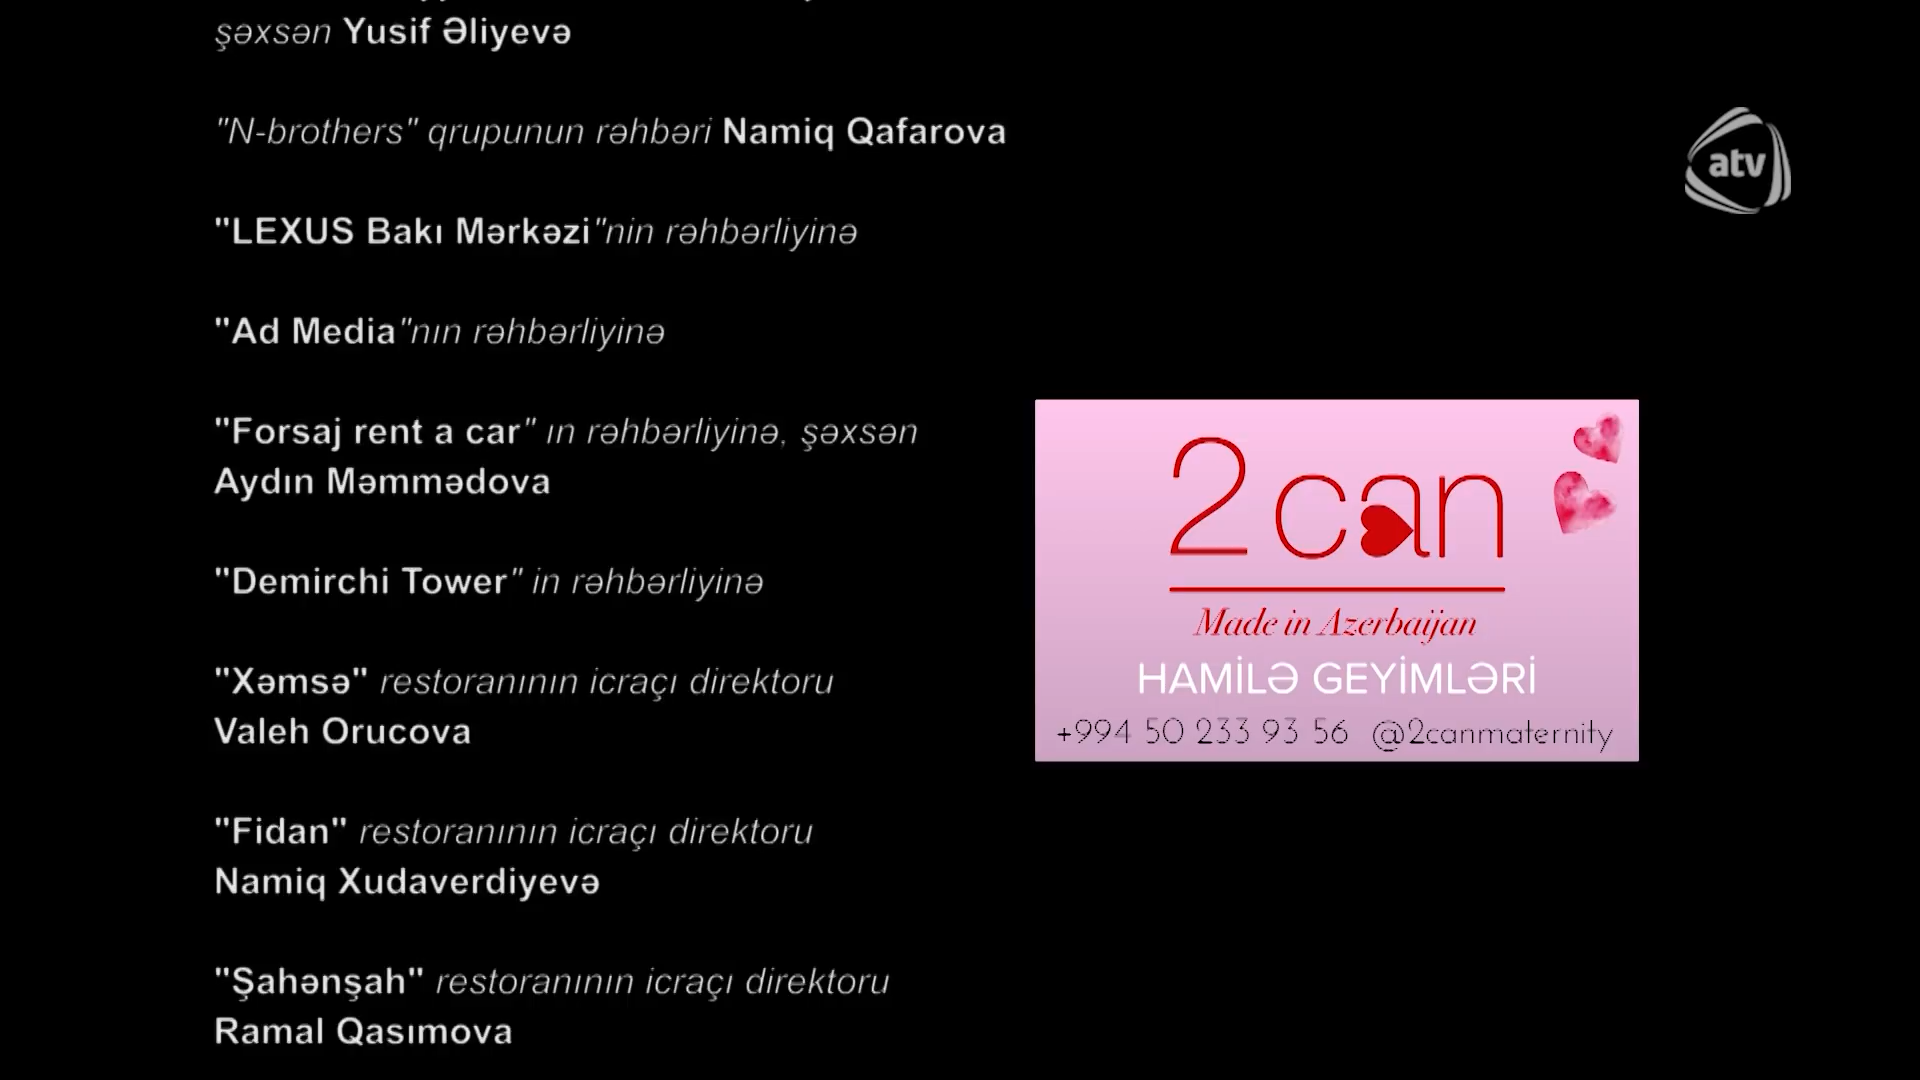 şəxsən Yusif Əliyevə
"N-brothers" qrupunun rəhbəri Namiq Qafarova
"LEXUS Bakı Mərkəzi"nin rəhbərliyinə
"Ad Media"nın rəhbərliyinə
"Forsaj rent a car" ın rəhbərliyinə, şəxsən
Aydın Məmmədova
"Demirchi Tower" in rəhbərliyinə
"Xəmsə" restoranının icraçı direktoru
Valeh Orucova
"Fidan" restoranının icraçı direktoru
Namiq Xudaverdiyevə
"Şahənşah" restoranının icraçı direktoru
Ramal Qasımova
atv
2 can
Made in Azerbaijan
HAMİLƏ GEYİMLƏRİ
+994 50 233 93 56 @2canmaternity